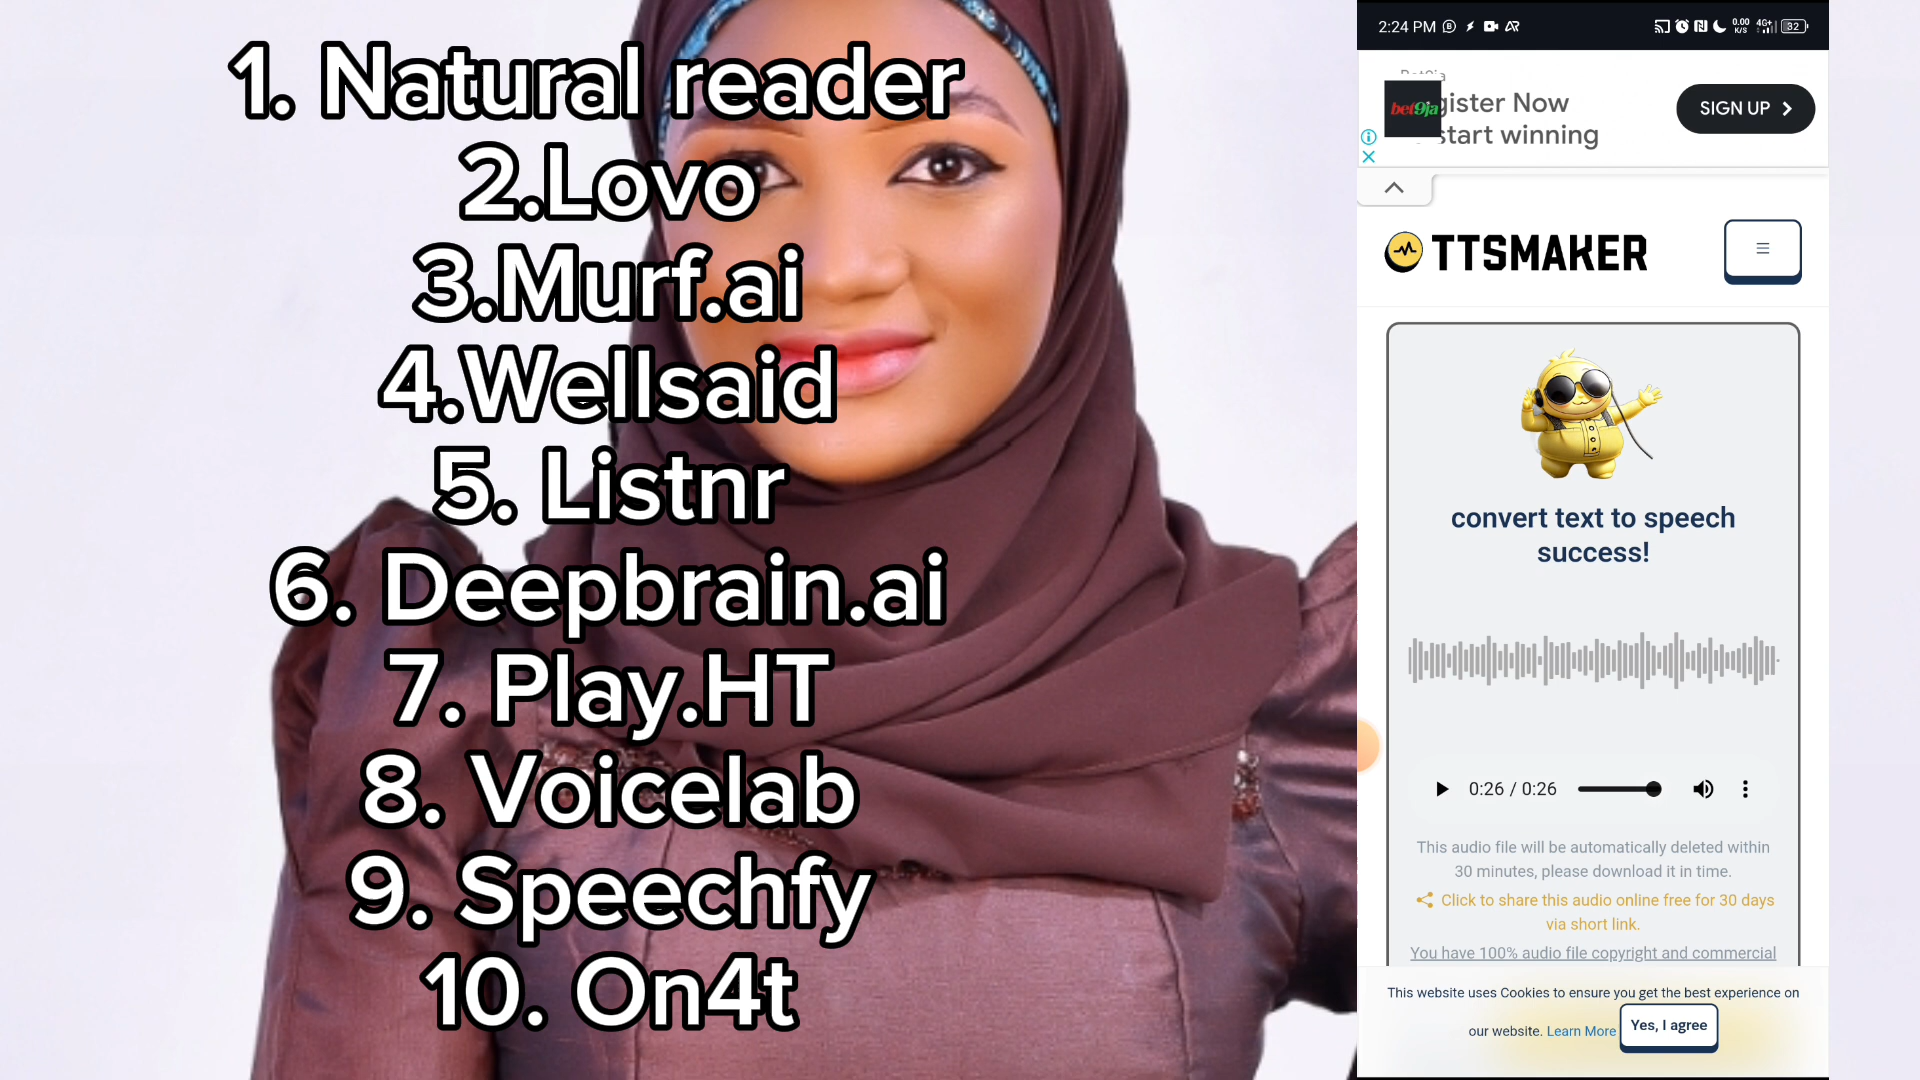 1. Natural reader
2.Lovo
3.Murf.ai
4.Wellsaid
5. Listnr
6. Deepbrain.ai
7. Play.HT
8. Voicelab
9. Speechfy
10. On4t
2:24 PM
0.00 K/S
4G+
32
bet9ja
gister Now
start winning
SIGN UP
TTSMAKER
convert text to speech
success!
0:26 / 0:26
This audio file will be automatically deleted within
30 minutes, please download it in time.
Click to share this audio online free for 30 days
via short link.
You have 100% audio file copyright and commercial
This website uses Cookies to ensure you get the best experience on
our website. Learn More Yes, I agree